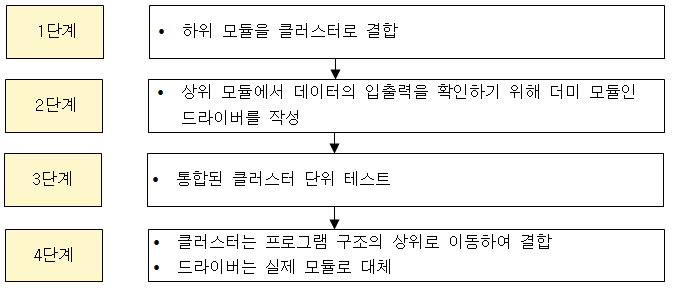 1단계
• 하위 모듈을 클러스터로 결합
2단계
• 상위 모듈에서 데이터의 입출력을 확인하기 위해 더미 모듈인
드라이버를 작성
3단계
• 통합된 클러스터 단위 테스트
4단계
• 클러스터는 프로그램 구조의 상위로 이동하여 결합
• 드라이버는 실제 모듈로 대체